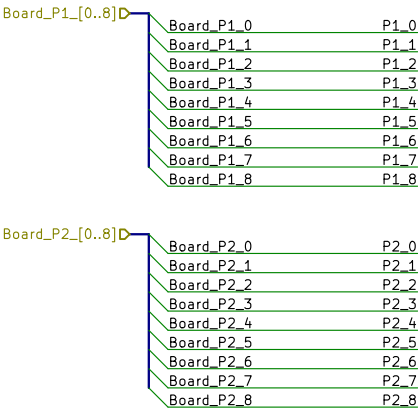 Board_P1_[0..8]
Board_P1_0 P1_0
Board_P1_1 P1_1
Board_P1_2 P1_2
Board_P1_3 P1_3
Board_P1_4 P1_4
Board_P1_5 P1_5
Board_P1_6 P1_6
Board_P1_7 P1_7
Board_P1_8 P1_8
Board_P2_[0..8]
Board_P2_0 P2_0
Board_P2_1 P2_1
Board_P2_2 P2_2
Board_P2_3 P2_3
Board_P2_4 P2_4
Board_P2_5 P2_5
Board_P2_6 P2_6
Board_P2_7 P2_7
Board_P2_8 P2_8